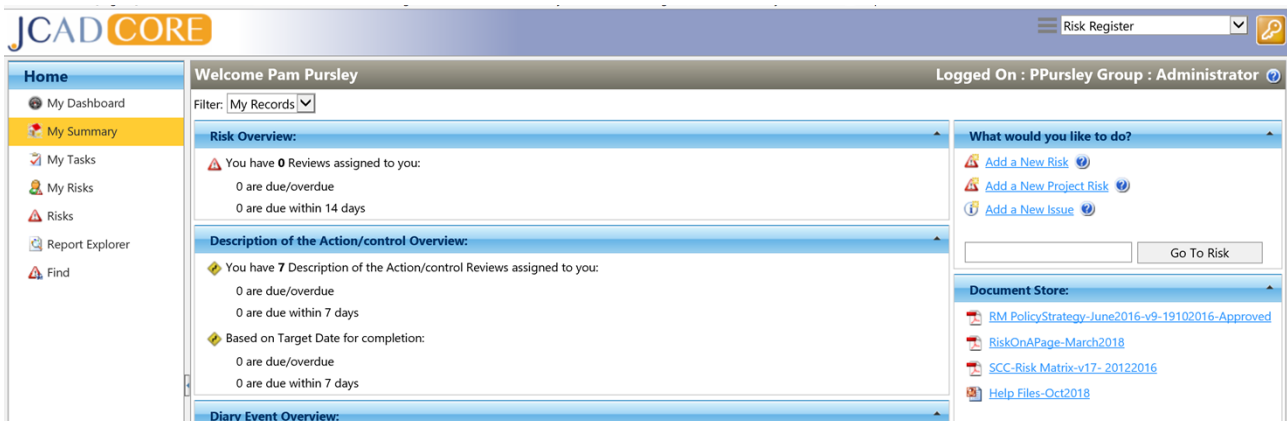 JCAD CORE
Risk Register
Home
My Dashboard
My Summary
My Tasks
My Risks
Risks
Report Explorer
Find
Welcome Pam Pursley
Logged On : PPursley Group : Administrator
Filter: My Records
Risk Overview:
You have 0 Reviews assigned to you:
0 are due/overdue
0 are due within 14 days
Description of the Action/control Overview:
You have 7 Description of the Action/control Reviews assigned to you:
0 are due/overdue
0 are due within 7 days
Based on Target Date for completion:
0 are due/overdue
0 are due within 7 days
Diary Event Overview:
What would you like to do?
Add a New Risk
Add a New Project Risk
Add a New Issue
Go To Risk
Document Store:
RM PolicyStrategy-June2016-v9-19102016-Approved
RiskOnAPage-March2018
SCC-Risk Matrix-v17- 20122016
Help Files-Oct2018